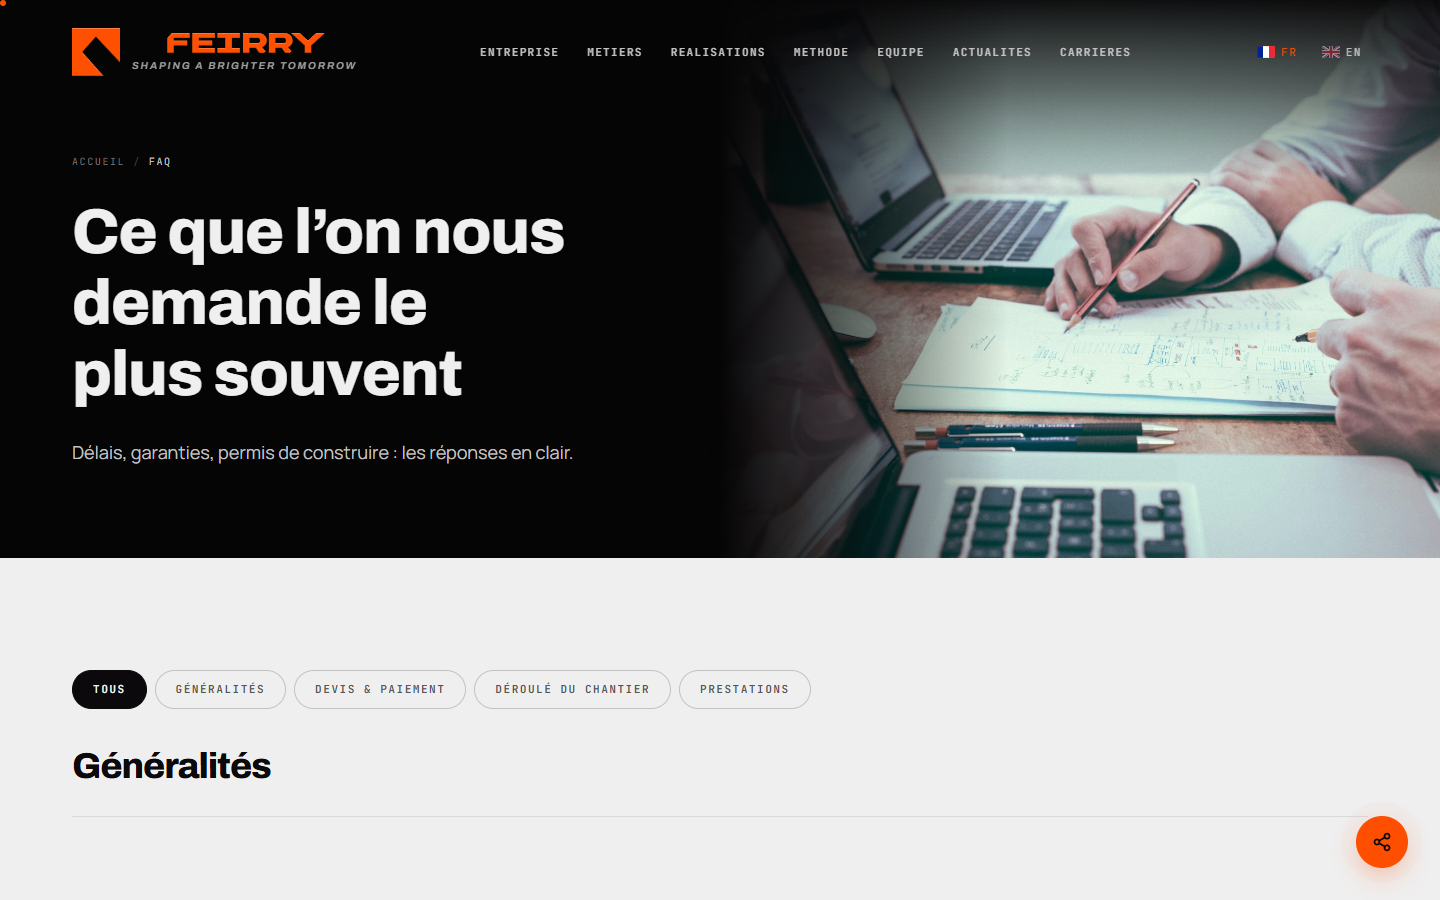 FEIRRY
SHAPING A BRIGHTER TOMORROW
ENTREPRISE METIERS REALISATIONS METHODE EQUIPE ACTUALITES CARRIERES
FR EN
ACCUEIL / FAQ
Ce que l’on nous
demande le
plus souvent
Délais, garanties, permis de construire : les réponses en clair.
TOUS GÉNÉRALITÉS DEVIS & PAIEMENT DÉROULÉ DU CHANTIER PRESTATIONS
Généralités